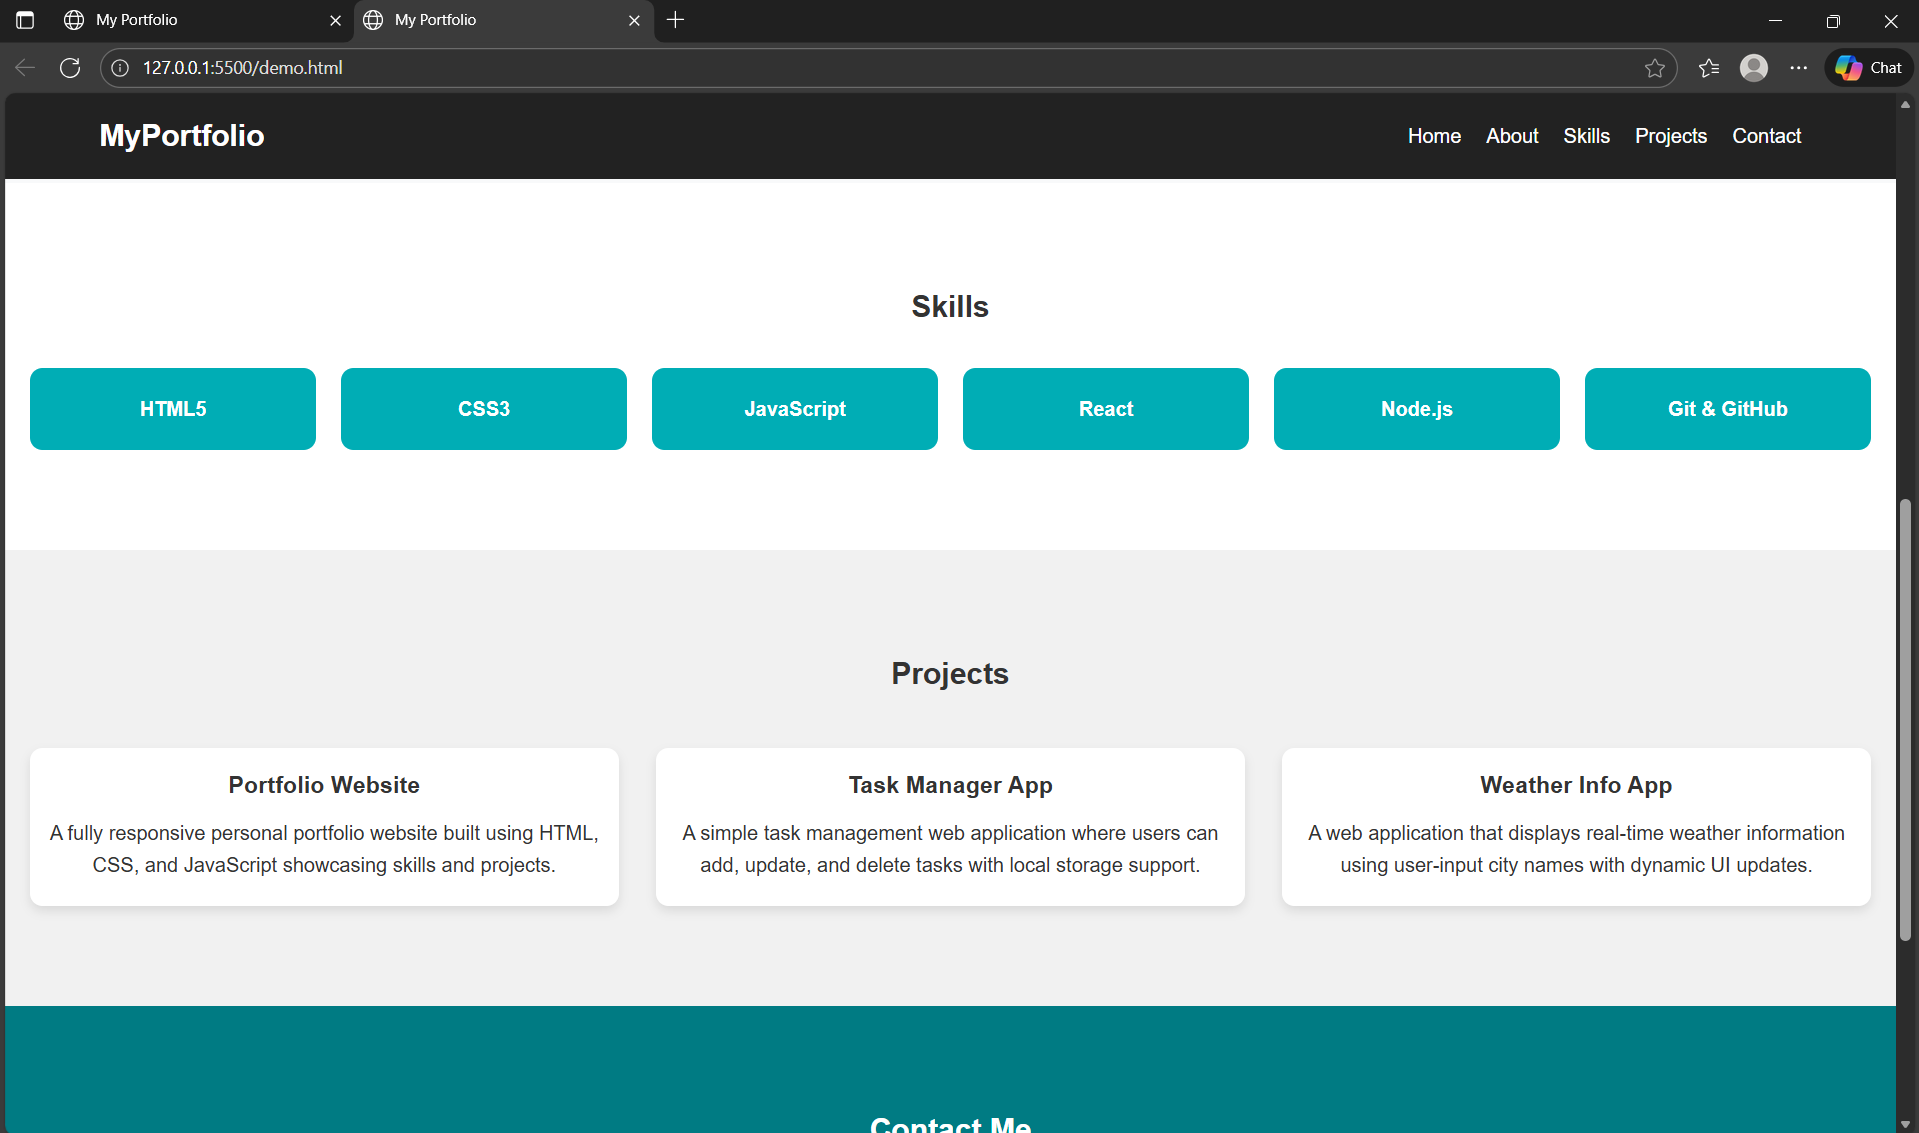 My Portfolio
My Portfolio
127.0.0.1:5500/demo.html
Chat
MyPortfolio
Home About Skills Projects Contact
Skills
HTML5
CSS3
JavaScript
React
Node.js
Git & GitHub
Projects
Portfolio Website
A fully responsive personal portfolio website built using HTML,
CSS, and JavaScript showcasing skills and projects.
Task Manager App
A simple task management web application where users can
add, update, and delete tasks with local storage support.
Weather Info App
A web application that displays real-time weather information
using user-input city names with dynamic UI updates.
Contact Me